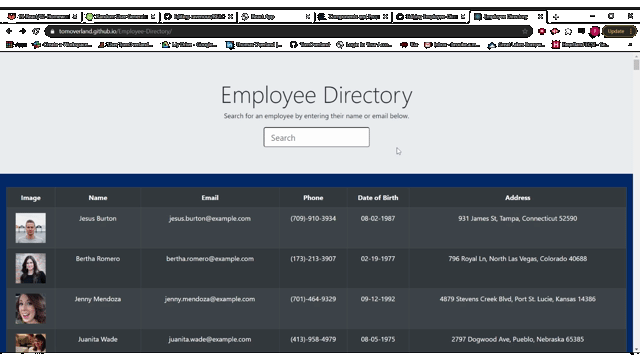 React App
Employee Directory
tomoverland.github.io/Employee-Directory/
Update
Apps
Employee Directory
Search for an employee by entering their name or email below.
Search
Image Name Email Phone Date of Birth Address
Jesus Burton jesus.burton@example.com (709)-910-3934 08-02-1987 931 James St, Tampa, Connecticut 52590
Bertha Romero bertha.romero@example.com (173)-213-3907 02-19-1977 796 Royal Ln, North Las Vegas, Colorado 40688
Jenny Mendoza jenny.mendoza@example.com (701)-464-9329 09-12-1992 4879 Stevens Creek Blvd, Port St. Lucie, Kansas 14386
Juanita Wade juanita.wade@example.com (413)-958-4979 08-05-1975 2797 Dogwood Ave, Pueblo, Nebraska 65385